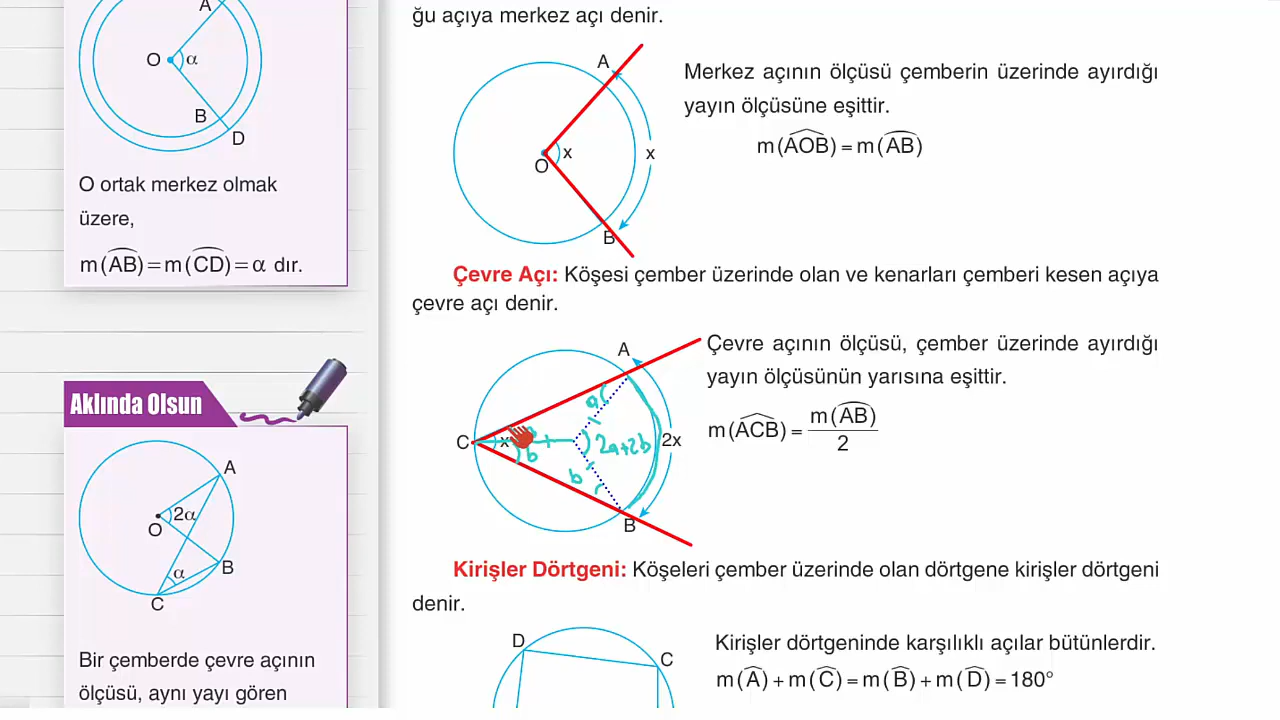 A
O
α
B
D
O ortak merkez olmak
üzere,
m(AB)=m(CD)=α dır.
Aklında Olsun
A
2α
O
α
B
C
Bir çemberde çevre açının
ölçüsü, aynı yayı gören
ğu açıya merkez açı denir.
A
x
x
O
B
Merkez açının ölçüsü çemberin üzerinde ayırdığı
yayın ölçüsüne eşittir.
m(AOB)=m(AB)
Çevre Açı: Köşesi çember üzerinde olan ve kenarları çemberi kesen açıya
çevre açı denir.
A
a
C
x
b
2a+2b
2x
b
B
Çevre açının ölçüsü, çember üzerinde ayırdığı
yayın ölçüsünün yarısına eşittir.
m(ACB)= m(AB)
2
Kirişler Dörtgeni: Köşeleri çember üzerinde olan dörtgene kirişler dörtgeni
denir.
D
C
Kirişler dörtgeninde karşılıklı açılar bütünlerdir.
m(A)+m(C)=m(B)+m(D)=180°